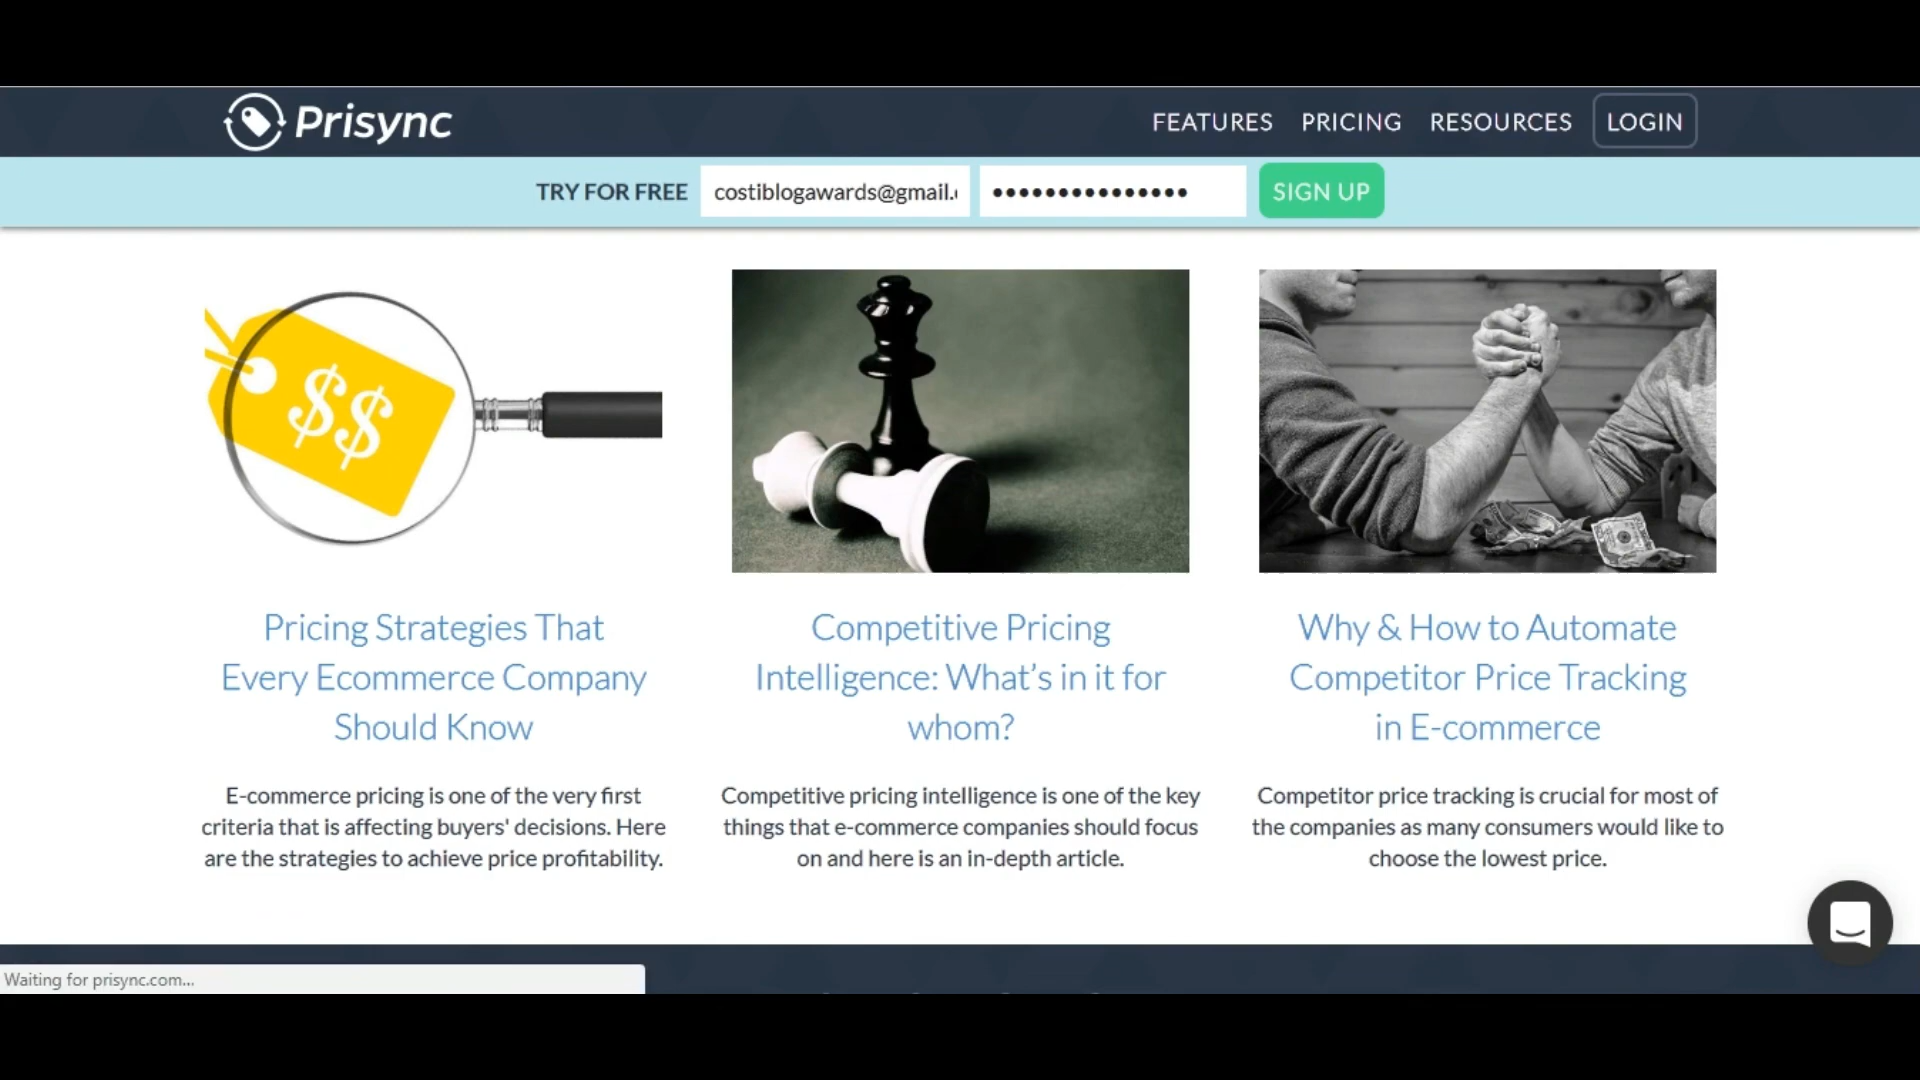 Prisync
FEATURES PRICING RESOURCES LOGIN
TRY FOR FREE costiblogawards@gmail. ••••••••••••••• SIGN UP
$$
Pricing Strategies That
Every Ecommerce Company
Should Know
E-commerce pricing is one of the very first
criteria that is affecting buyers' decisions. Here
are the strategies to achieve price profitability.
Competitive Pricing
Intelligence: What's in it for
whom?
Competitive pricing intelligence is one of the key
things that e-commerce companies should focus
on and here is an in-depth article.
Why & How to Automate
Competitor Price Tracking
in E-commerce
Competitor price tracking is crucial for most of
the companies as many consumers would like to
choose the lowest price.
Waiting for prisync.com...